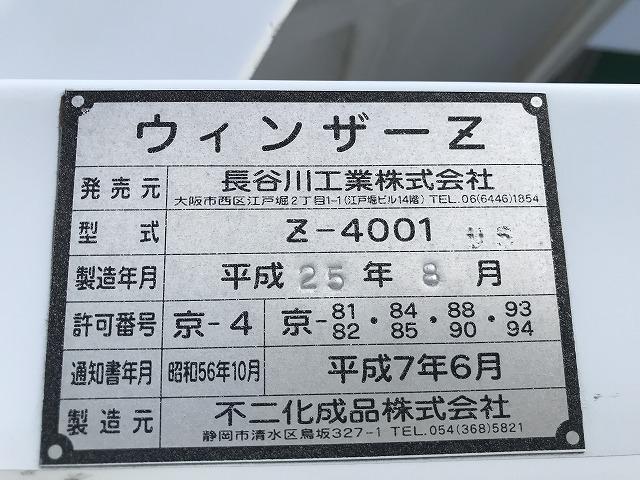 ウィンザーZ
発売元 長谷川工業株式会社
大阪市西区江戸堀2丁目1-1(江戸堀ビル14階) TEL.06(6446)1854
型式 Z-4001 US
製造年月 平成25年8月
許可番号 京-4 京-81・84・88・93
82・85・90・94
通知書年月 昭和56年10月 平成7年6月
製造元 不二化成品株式会社
静岡市清水区鳥坂327-1 TEL.054(368)5821